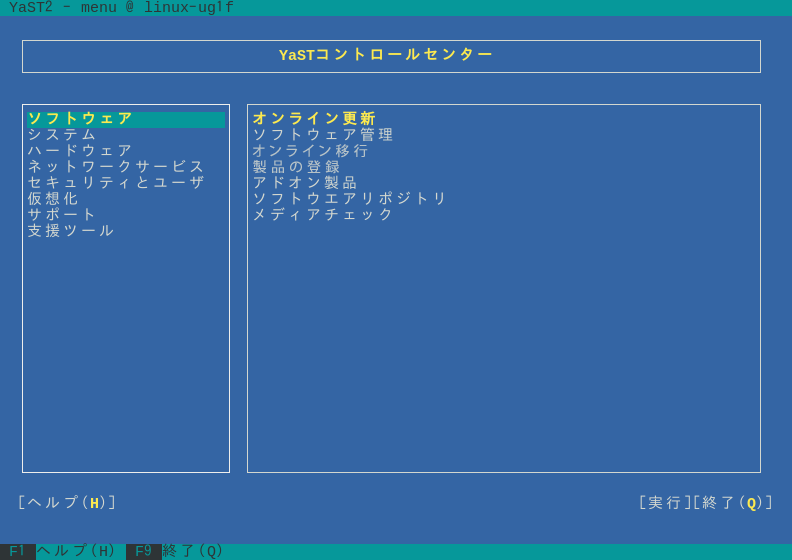 YaST2 - menu @ linux-ug1f
YaSTコントロールセンター
ソフトウェア
システム
ハードウェア
ネットワークサービス
セキュリティとユーザ
仮想化
サポート
支援ツール
オンライン更新
ソフトウェア管理
オンライン移行
製品の登録
アドオン製品
ソフトウエアリポジトリ
メディアチェック
[ヘルプ(H)] [実行][終了(Q)]
F1 ヘルプ(H) F9 終了(Q)